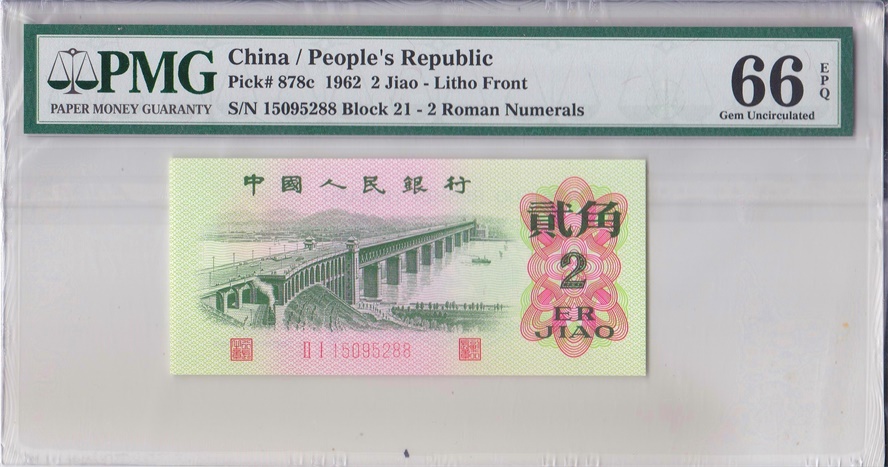 PMG
PAPER MONEY GUARANTY
China / People's Republic
Pick# 878c 1962 2 Jiao - Litho Front
S/N 15095288 Block 21 - 2 Roman Numerals
66
EPQ
Gem Uncirculated
中國人民銀行
貳角
2
ER
JIAO
II I 15095288